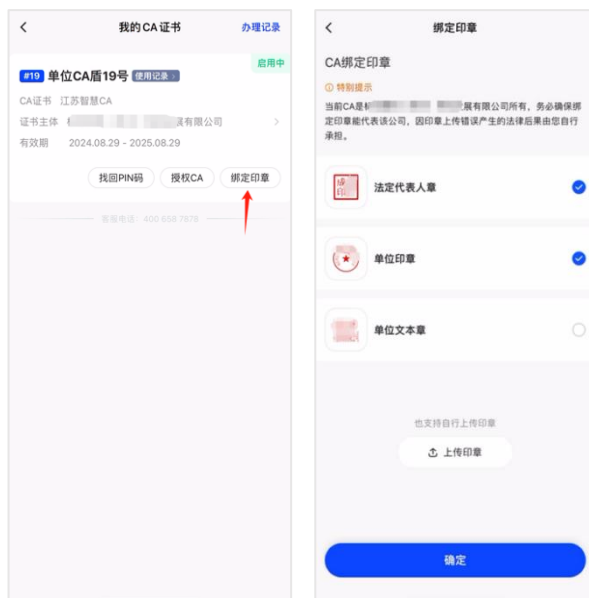 我的CA证书
办理记录
启用中
#19 单位CA盾19号 使用记录
CA证书 江苏智慧CA
证书主体 展有限公司
有效期 2024.08.29 - 2025.08.29
找回PIN码
授权CA
绑定印章
客服电话：400 658 7878
绑定印章
CA绑定印章
特别提示
当前CA是 展有限公司所有，务必确保绑
定印章能代表该公司，因印章上传错误产生的法律后果由您自行
承担。
法定代表人章
单位印章
单位文本章
也支持自行上传印章
上传印章
确定